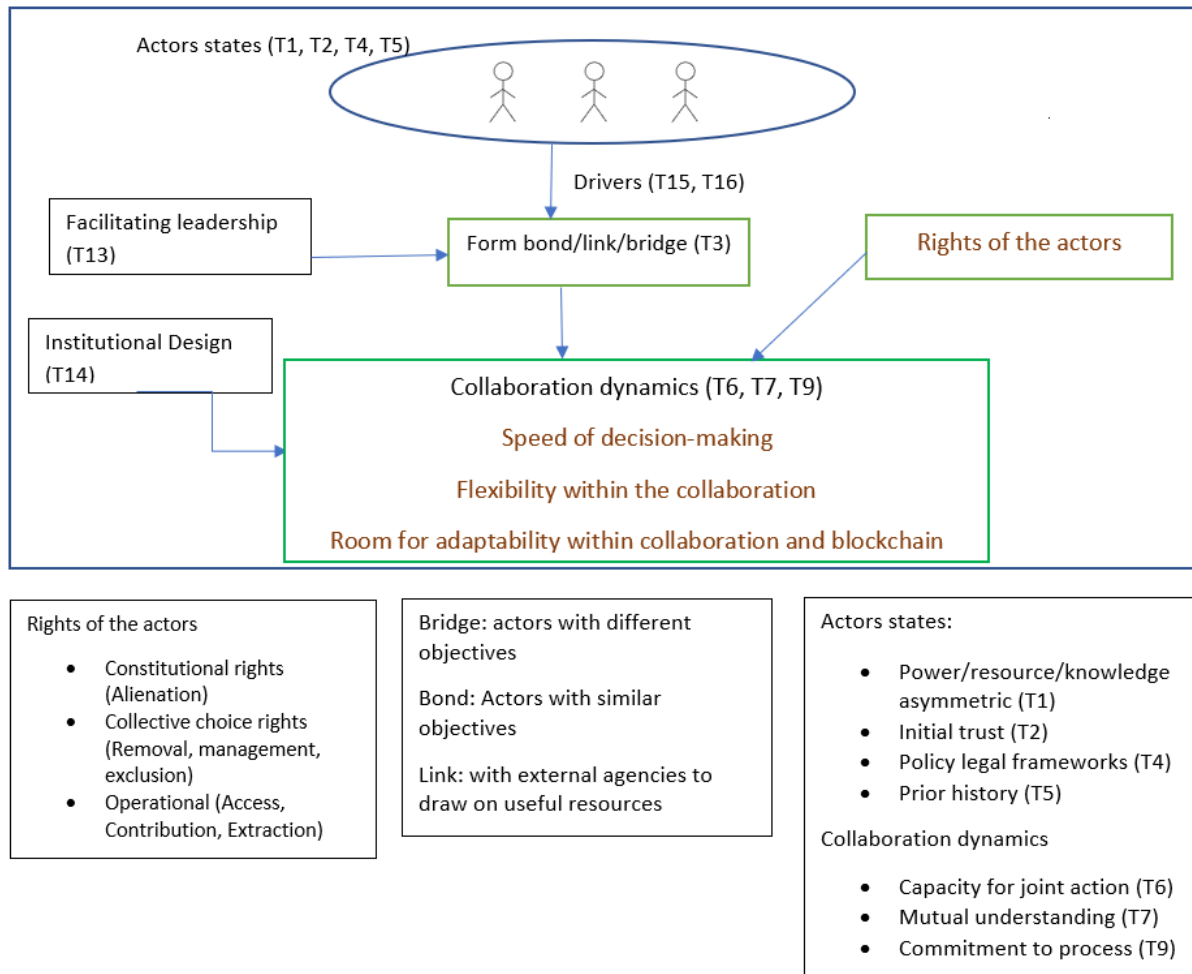 Actors states (T1, T2, T4, T5)
Drivers (T15, T16)
Facilitating leadership
(T13)
Form bond/link/bridge (T3)
Rights of the actors
Institutional Design
(T14)
Collaboration dynamics (T6, T7, T9)
Speed of decision-making
Flexibility within the collaboration
Room for adaptability within collaboration and blockchain
Rights of the actors
• Constitutional rights
(Alienation)
• Collective choice rights
(Removal, management,
exclusion)
• Operational (Access,
Contribution, Extraction)
Bridge: actors with different
objectives
Bond: Actors with similar
objectives
Link: with external agencies to
draw on useful resources
Actors states:
• Power/resource/knowledge
asymmetric (T1)
• Initial trust (T2)
• Policy legal frameworks (T4)
• Prior history (T5)
Collaboration dynamics
• Capacity for joint action (T6)
• Mutual understanding (T7)
• Commitment to process (T9)